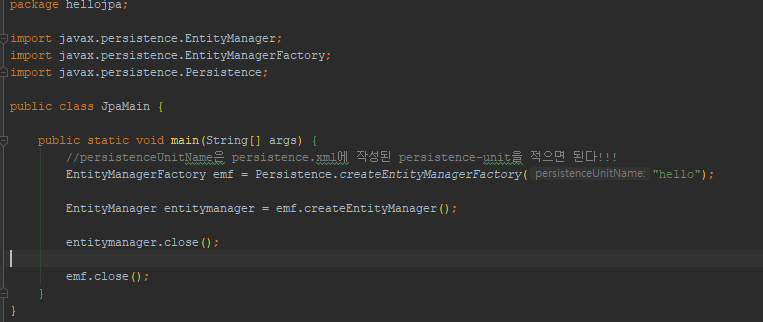 package hellojpa;
import javax.persistence.EntityManager;
import javax.persistence.EntityManagerFactory;
import javax.persistence.Persistence;
public class JpaMain {
public static void main(String[] args) {
//persistenceUnitName은 persistence.xml에 작성된 persistence-unit을 적으면 된다!!!
EntityManagerFactory emf = Persistence.createEntityManagerFactory( persistenceUnitName: "hello");
EntityManager entitymanager = emf.createEntityManager();
entitymanager.close();
emf.close();
}
}